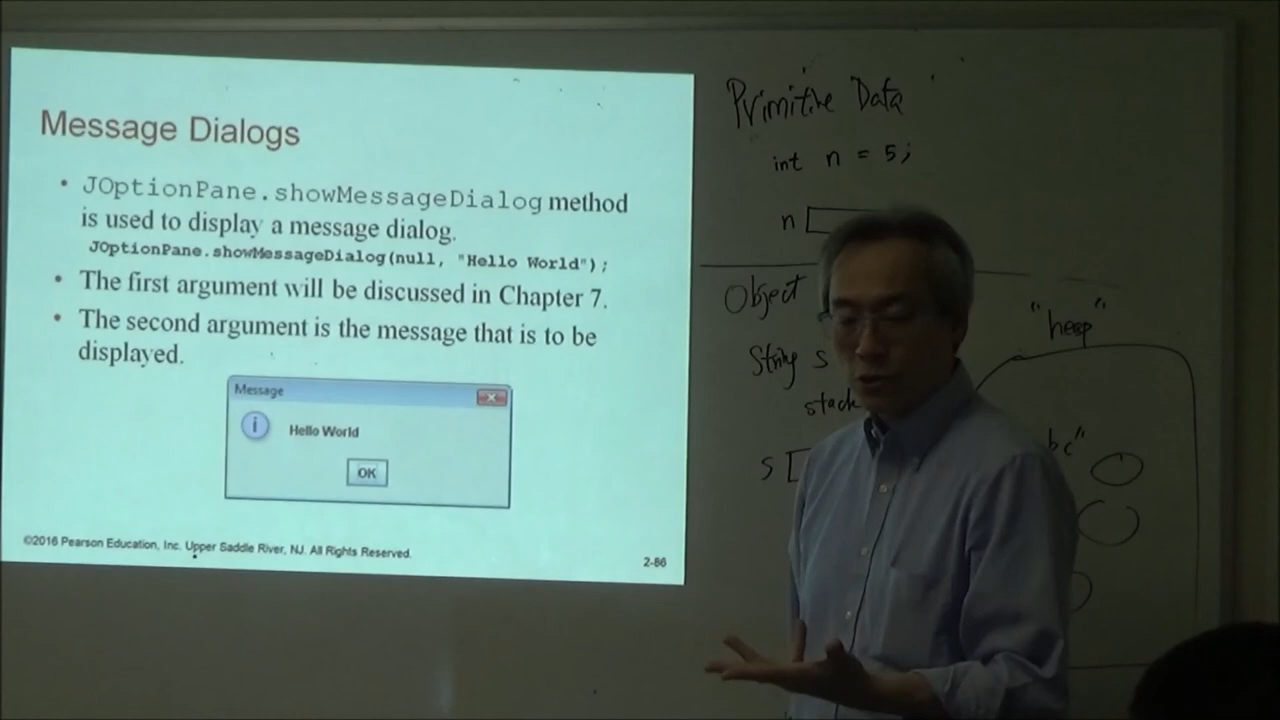 Message Dialogs
• JOptionPane.showMessageDialog method
is used to display a message dialog.
JOptionPane.showMessageDialog(null, "Hello World");
• The first argument will be discussed in Chapter 7.
• The second argument is the message that is to be
displayed.
Message
i
Hello World
OK
©2016 Pearson Education, Inc. Upper Saddle River, NJ. All Rights Reserved.
2-86
Primitive Data
int n = 5;
n
Object
"heap"
String s
stack
bc"
s